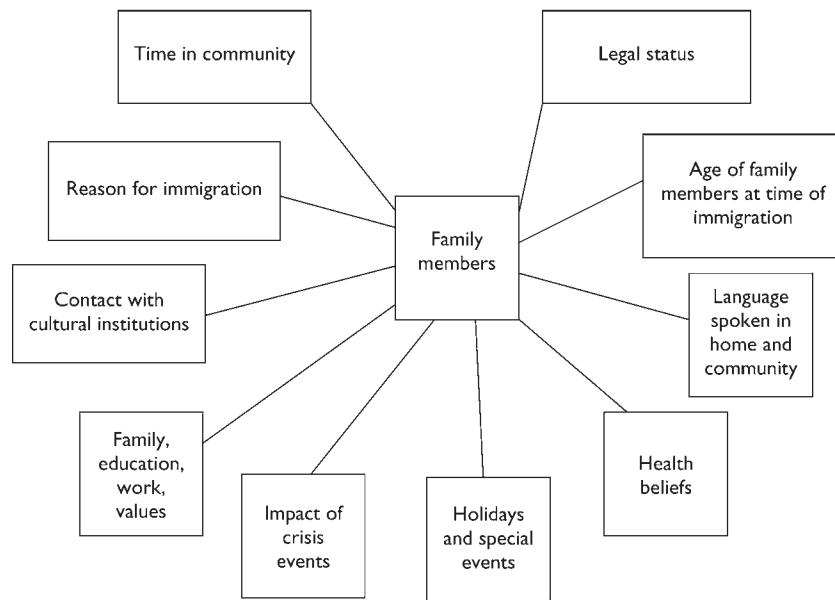 Time in community
Legal status
Reason for immigration
Age of family
members at time of
immigration
Family
members
Contact with
cultural institutions
Language
spoken in
home and
community
Family,
education,
work,
values
Impact of
crisis
events
Holidays
and special
events
Health
beliefs